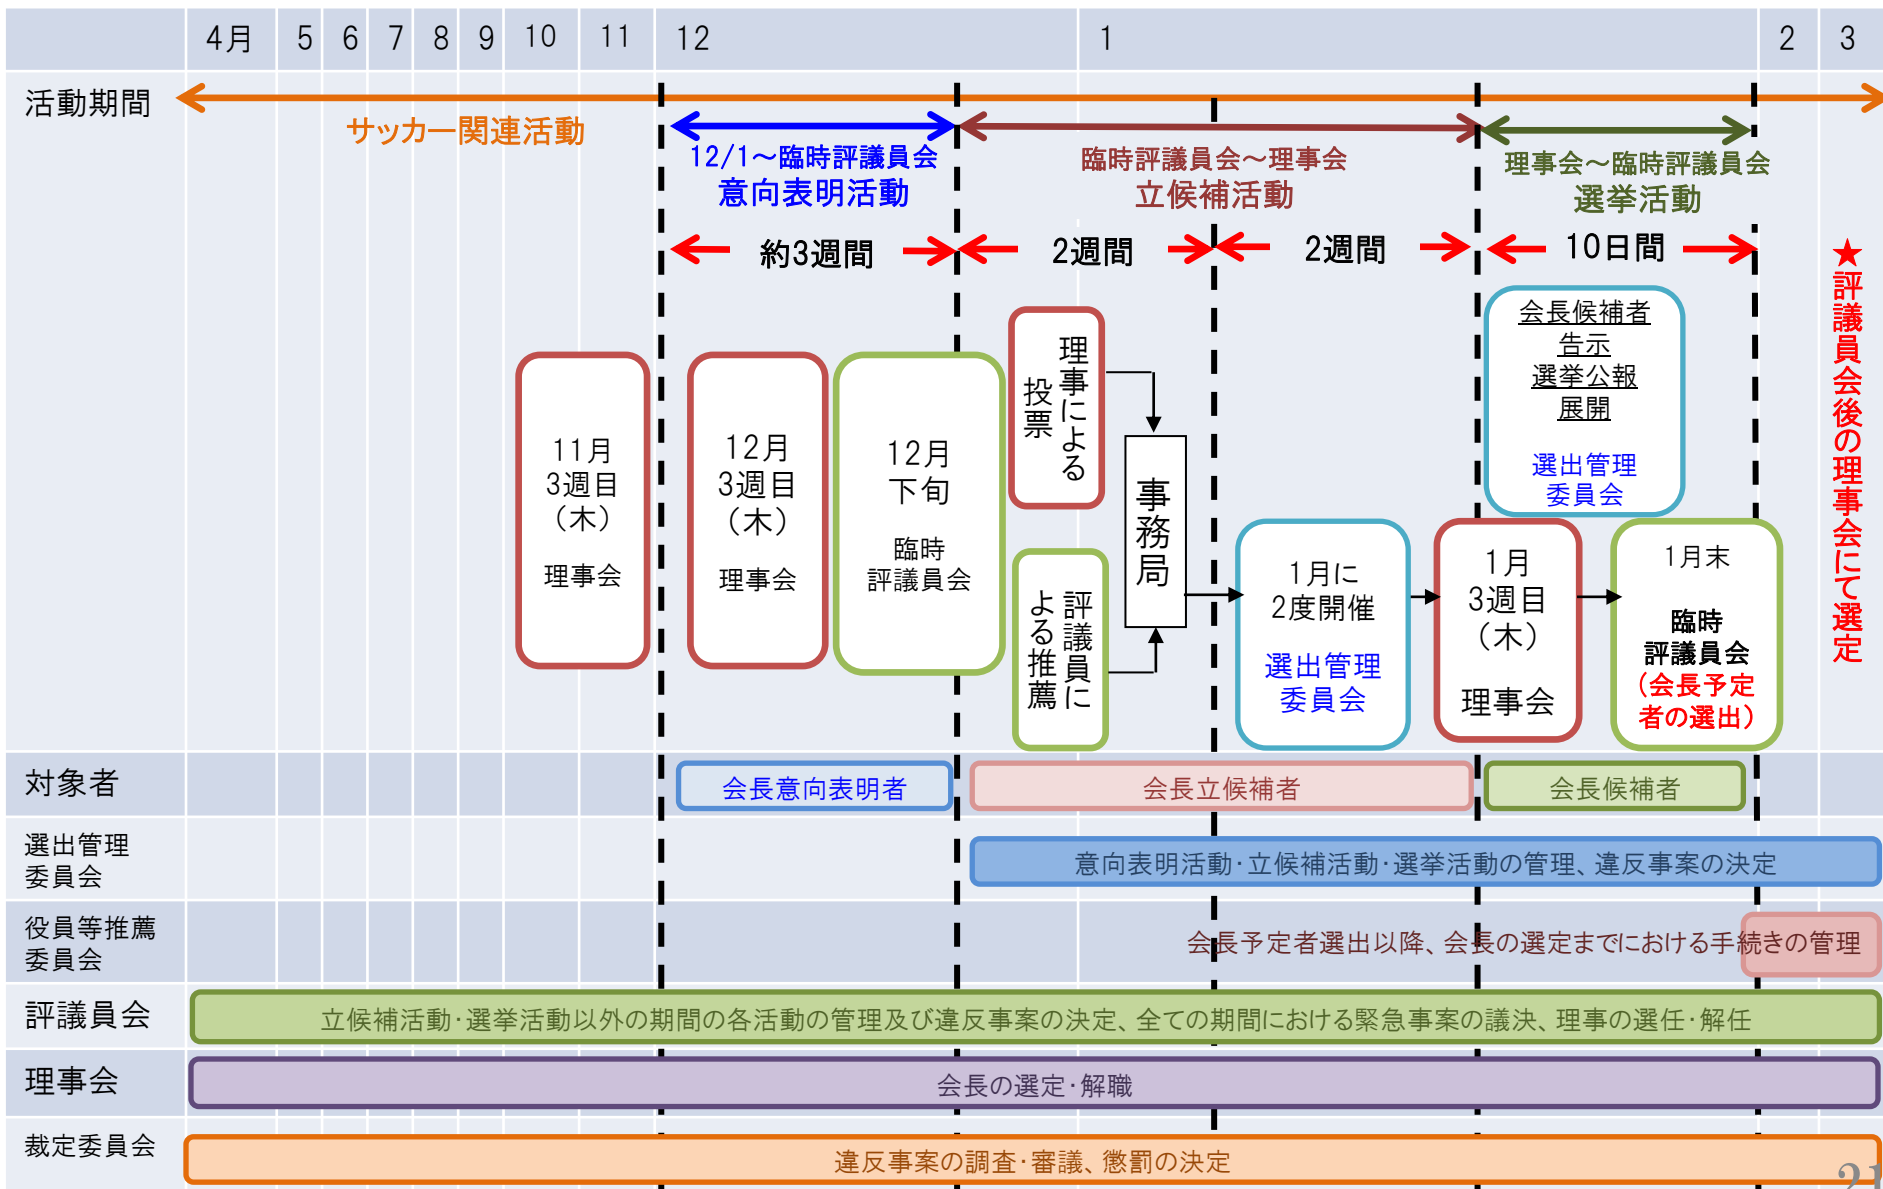 4月 5 6 7 8 9 10 11 12 1 2 3
活動期間
サッカー関連活動
12/1～臨時評議員会
意向表明活動
臨時評議員会～理事会
立候補活動
理事会～臨時評議員会
選挙活動
約3週間
2週間
2週間
10日間
11月
3週目
（木）
理事会
12月
3週目
（木）
理事会
12月
下旬
臨時
評議員会
理事による
投票
評議員に
よる推薦
事務局
1月に
2度開催
選出管理
委員会
会長候補者
告示
選挙公報
展開
選出管理
委員会
1月
3週目
（木）
理事会
1月末
臨時
評議員会
（会長予定
者の選出）
★評議員会後の理事会にて選定
対象者
会長意向表明者
会長立候補者
会長候補者
選出管理
委員会
意向表明活動･立候補活動･選挙活動の管理、違反事案の決定
役員等推薦
委員会
会長予定者選出以降、会長の選定までにおける手続きの管理
評議員会
立候補活動･選挙活動以外の期間の各活動の管理及び違反事案の決定、全ての期間における緊急事案の議決、理事の選任･解任
理事会
会長の選定･解職
裁定委員会
違反事案の調査･審議、懲罰の決定
21